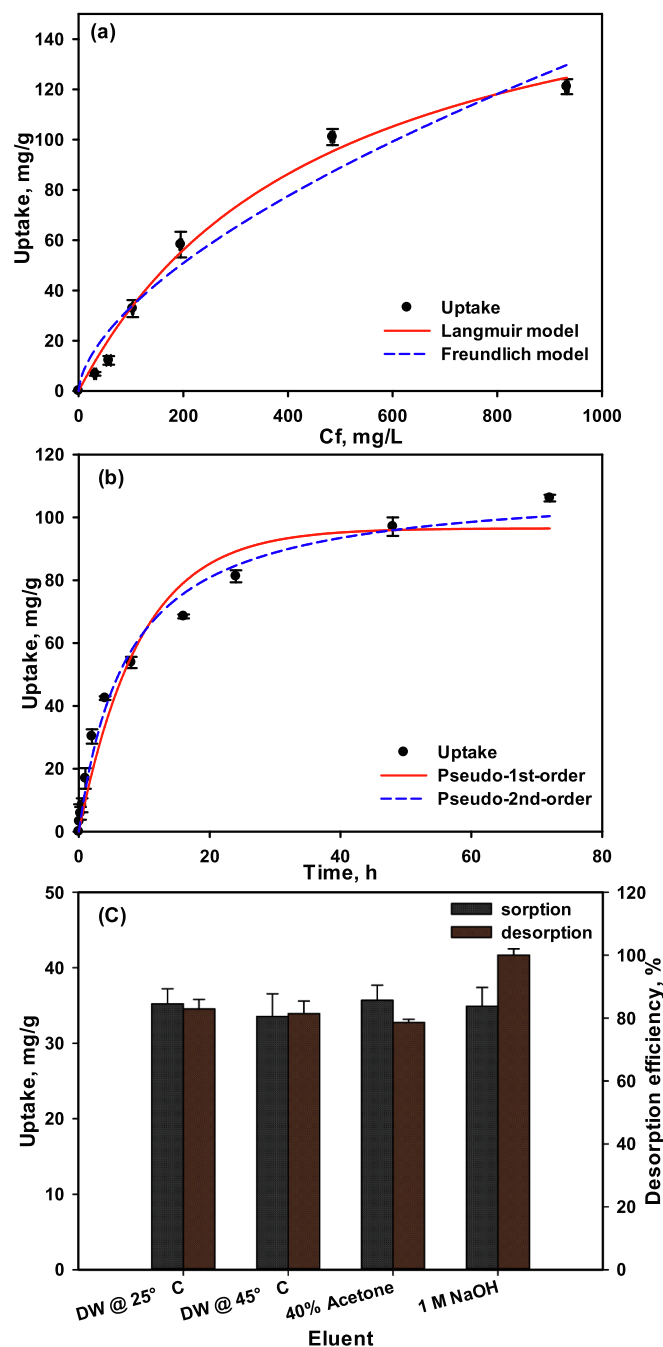 (a)
140
120
100
80
60
40
20
0
Uptake, mg/g
Uptake
Langmuir model
Freundlich model
0 200 400 600 800 1000
Cf, mg/L
(b)
120
100
80
60
40
20
0
Uptake, mg/g
Uptake
Pseudo-1st-order
Pseudo-2nd-order
0 20 40 60 80
Time, h
(C)
50
40
30
20
10
0
Uptake, mg/g
sorption
desorption
120
100
80
60
40
20
0
Desorption efficiency, %
DW @ 25° C
DW @ 45° C
40% Acetone
1 M NaOH
Eluent